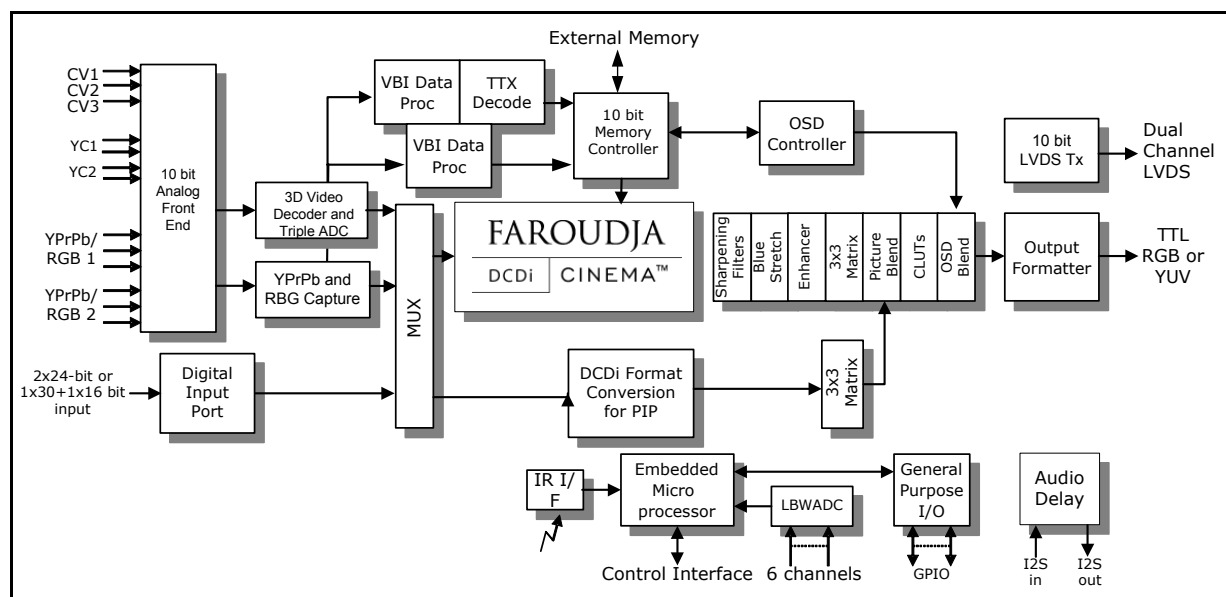 External Memory
CV1
CV2
CV3
YC1
YC2
YPrPb/
RGB 1
YPrPb/
RGB 2
10 bit
Analog
Front
End
VBI Data
Proc
TTX
Decode
VBI Data
Proc
10 bit
Memory
Controller
OSD
Controller
10 bit
LVDS Tx
Dual
Channel
LVDS
3D Video
Decoder and
Triple ADC
YPrPb and
RBG Capture
MUX
FAROUDJA
DCDi CINEMA™
Sharpening
Filters
Blue
Stretch
Enhancer
3x3
Matrix
Picture
Blend
CLUTs
OSD
Blend
Output
Formatter
TTL
RGB or
YUV
2x24-bit or
1x30+1x16 bit
input
Digital
Input
Port
DCDi Format
Conversion
for PIP
3x3
Matrix
IR I/
F
Embedded
Micro
processor
LBWADC
General
Purpose
I/O
Audio
Delay
Control Interface
6 channels
GPIO
I2S
in
I2S
out